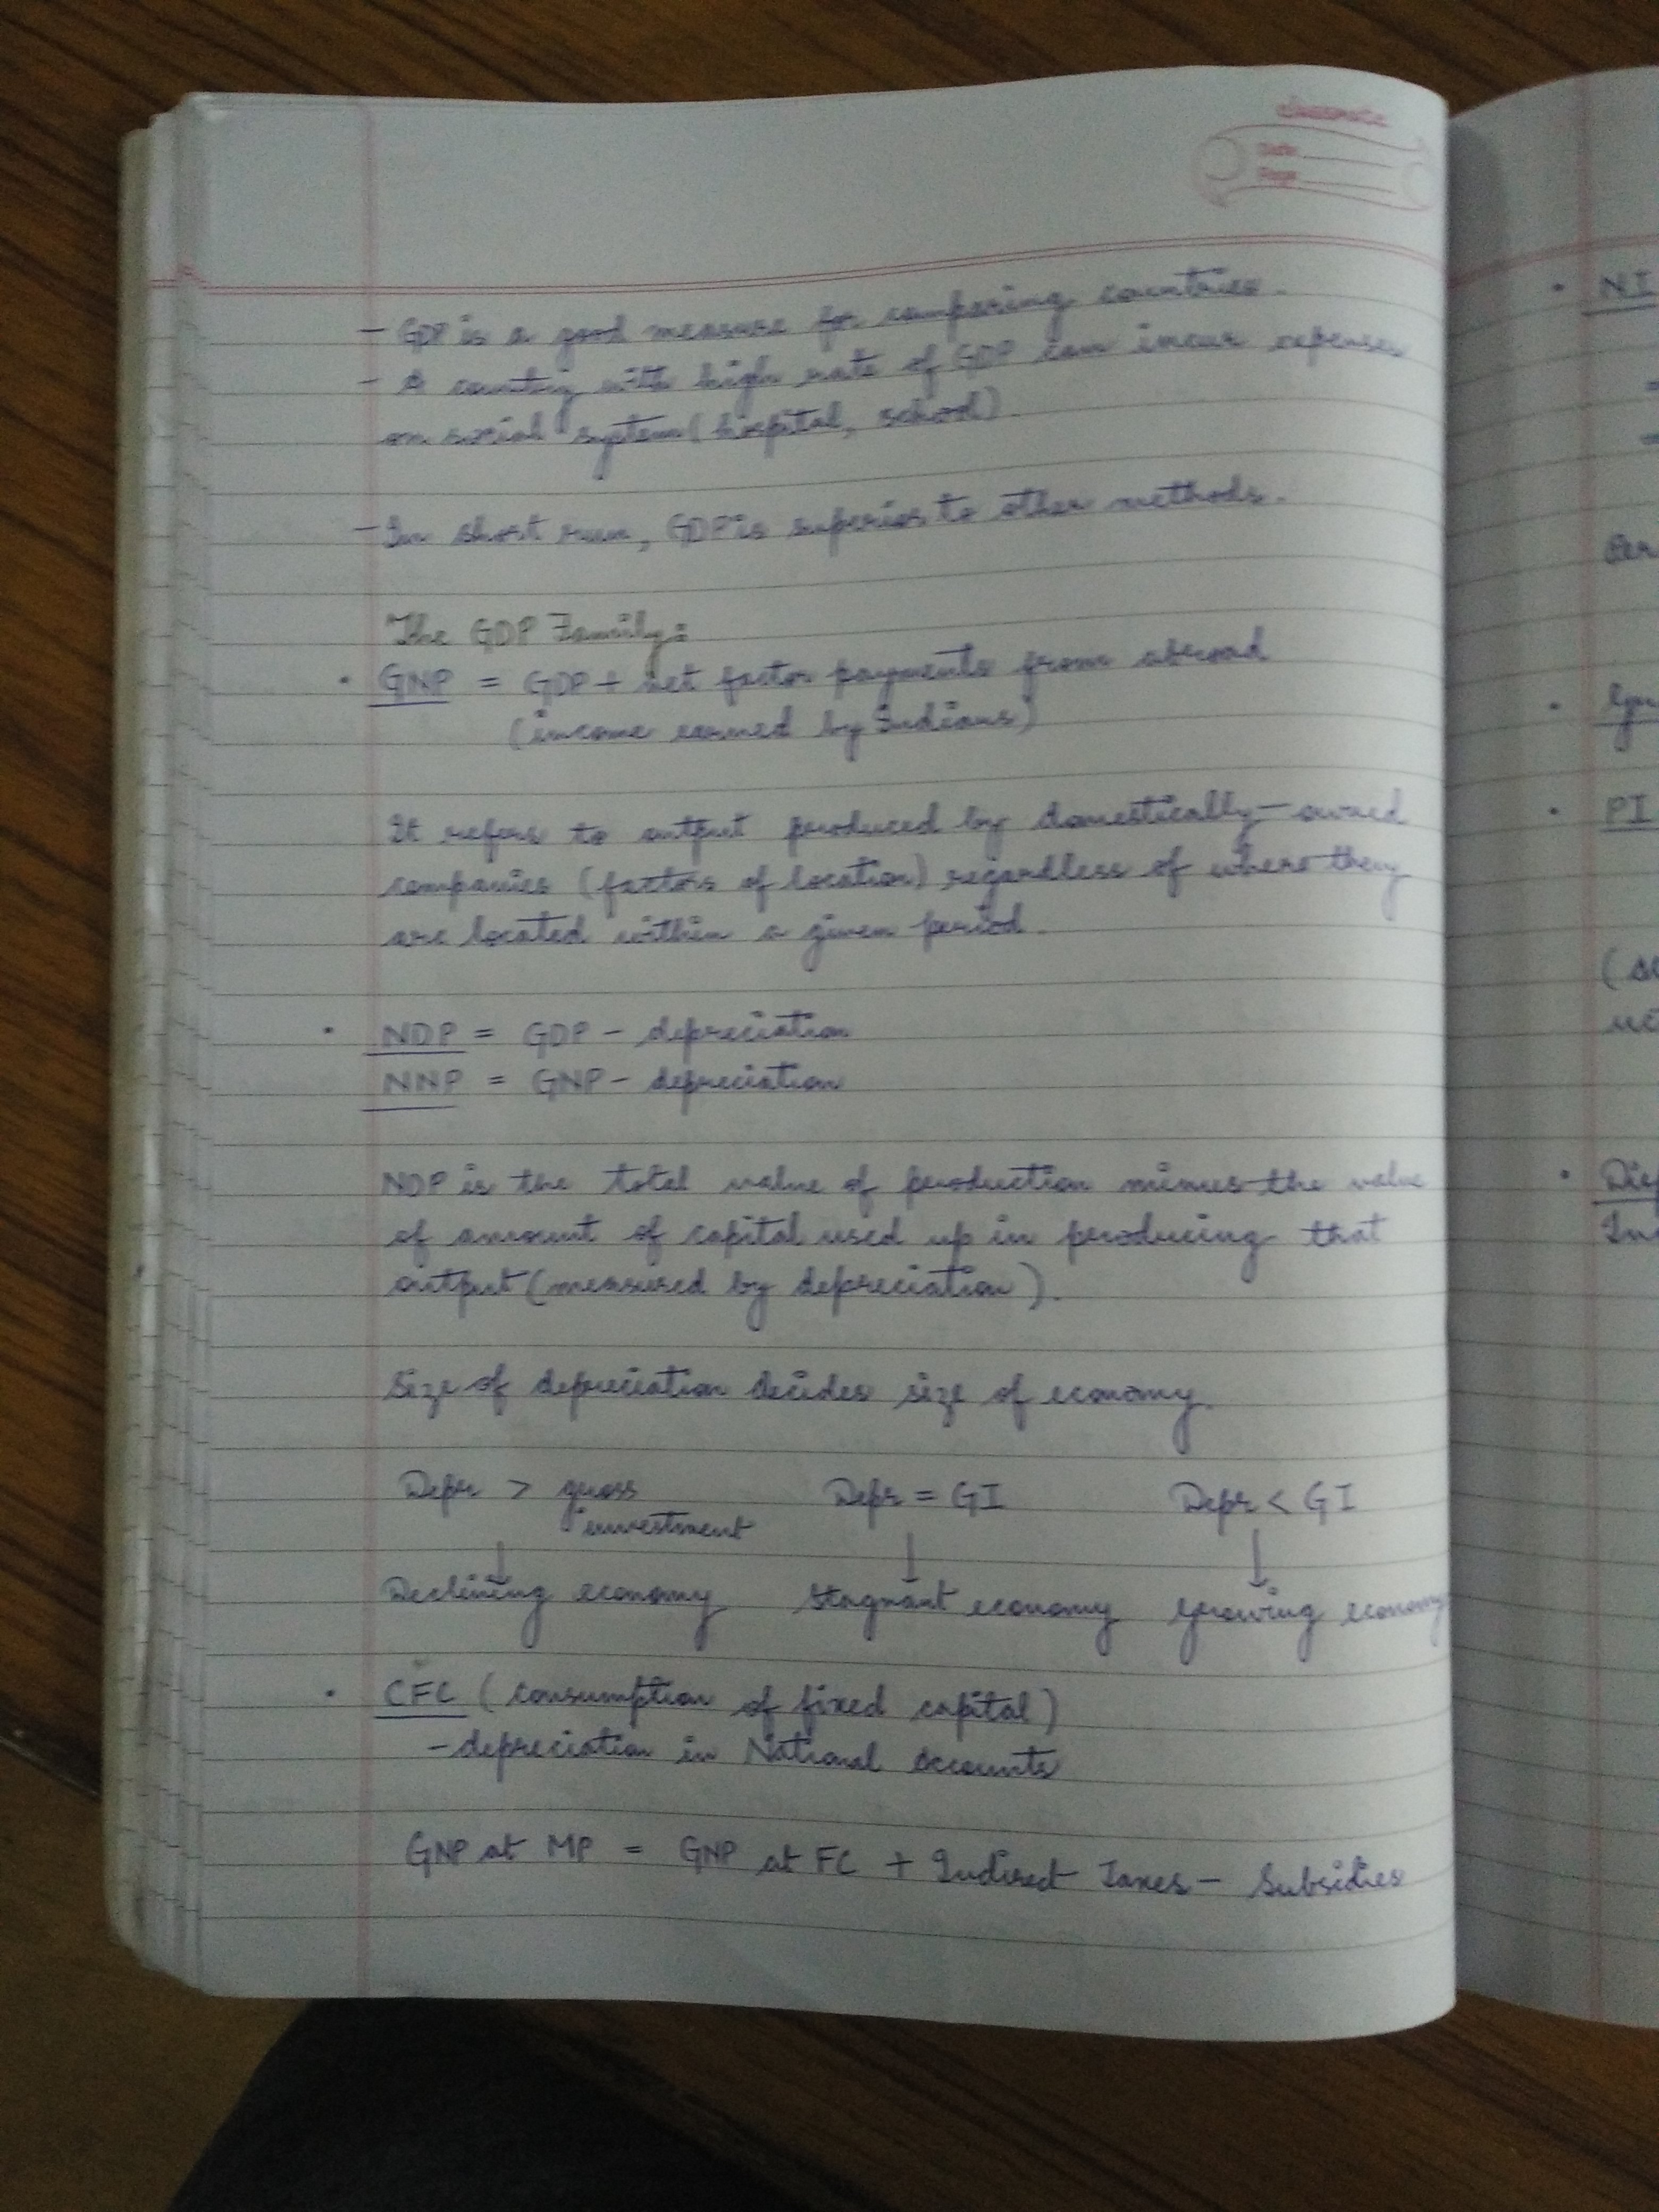 classmate
Date
Page
- GDP is a good measure for comparing countries.
- A country with high rate of GDP can incur expenses
on social system (hospital, school)
- In short run, GDP is superior to other methods.
The GDP Family:
• GNP = GDP + net factor payments from abroad
(income earned by Indians)
It refers to output produced by domestically-owned
companies (factors of location) regardless of where they
are located within a given period.
• NDP = GDP - depreciation
NNP = GNP - depreciation
NDP is the total value of production minus the value
of amount of capital used up in producing that
output (measured by depreciation).
Size of depreciation decides size of economy.
Depr > gross investment    Depr = GI    Depr < GI
↓    ↓    ↓
Declining economy    Stagnant economy    Growing economy
• CFC (consumption of fixed capital)
- depreciation in National Accounts
GNP at MP = GNP at FC + Indirect Taxes - Subsidies
• NI
=
Per
• PI